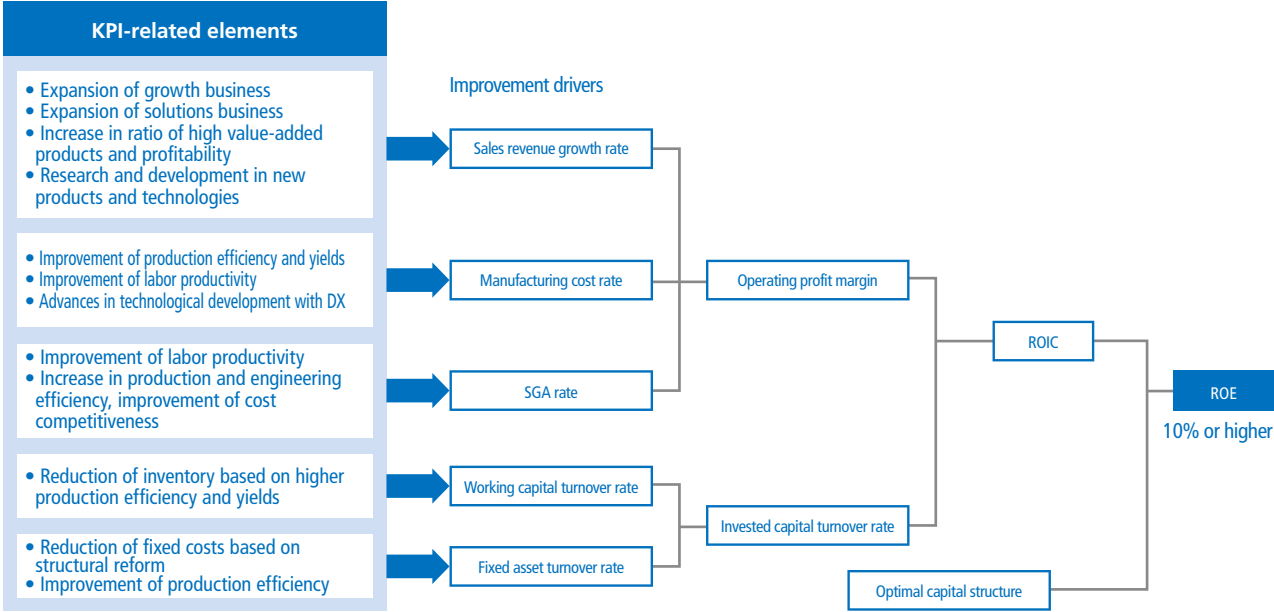 KPI-related elements
• Expansion of growth business
• Expansion of solutions business
• Increase in ratio of high value-added
products and profitability
• Research and development in new
products and technologies
• Improvement of production efficiency and yields
• Improvement of labor productivity
• Advances in technological development with DX
• Improvement of labor productivity
• Increase in production and engineering
efficiency, improvement of cost
competitiveness
• Reduction of inventory based on higher
production efficiency and yields
• Reduction of fixed costs based on
structural reform
• Improvement of production efficiency
Improvement drivers
Sales revenue growth rate
Manufacturing cost rate
SGA rate
Working capital turnover rate
Fixed asset turnover rate
Operating profit margin
Invested capital turnover rate
ROIC
Optimal capital structure
ROE
10% or higher